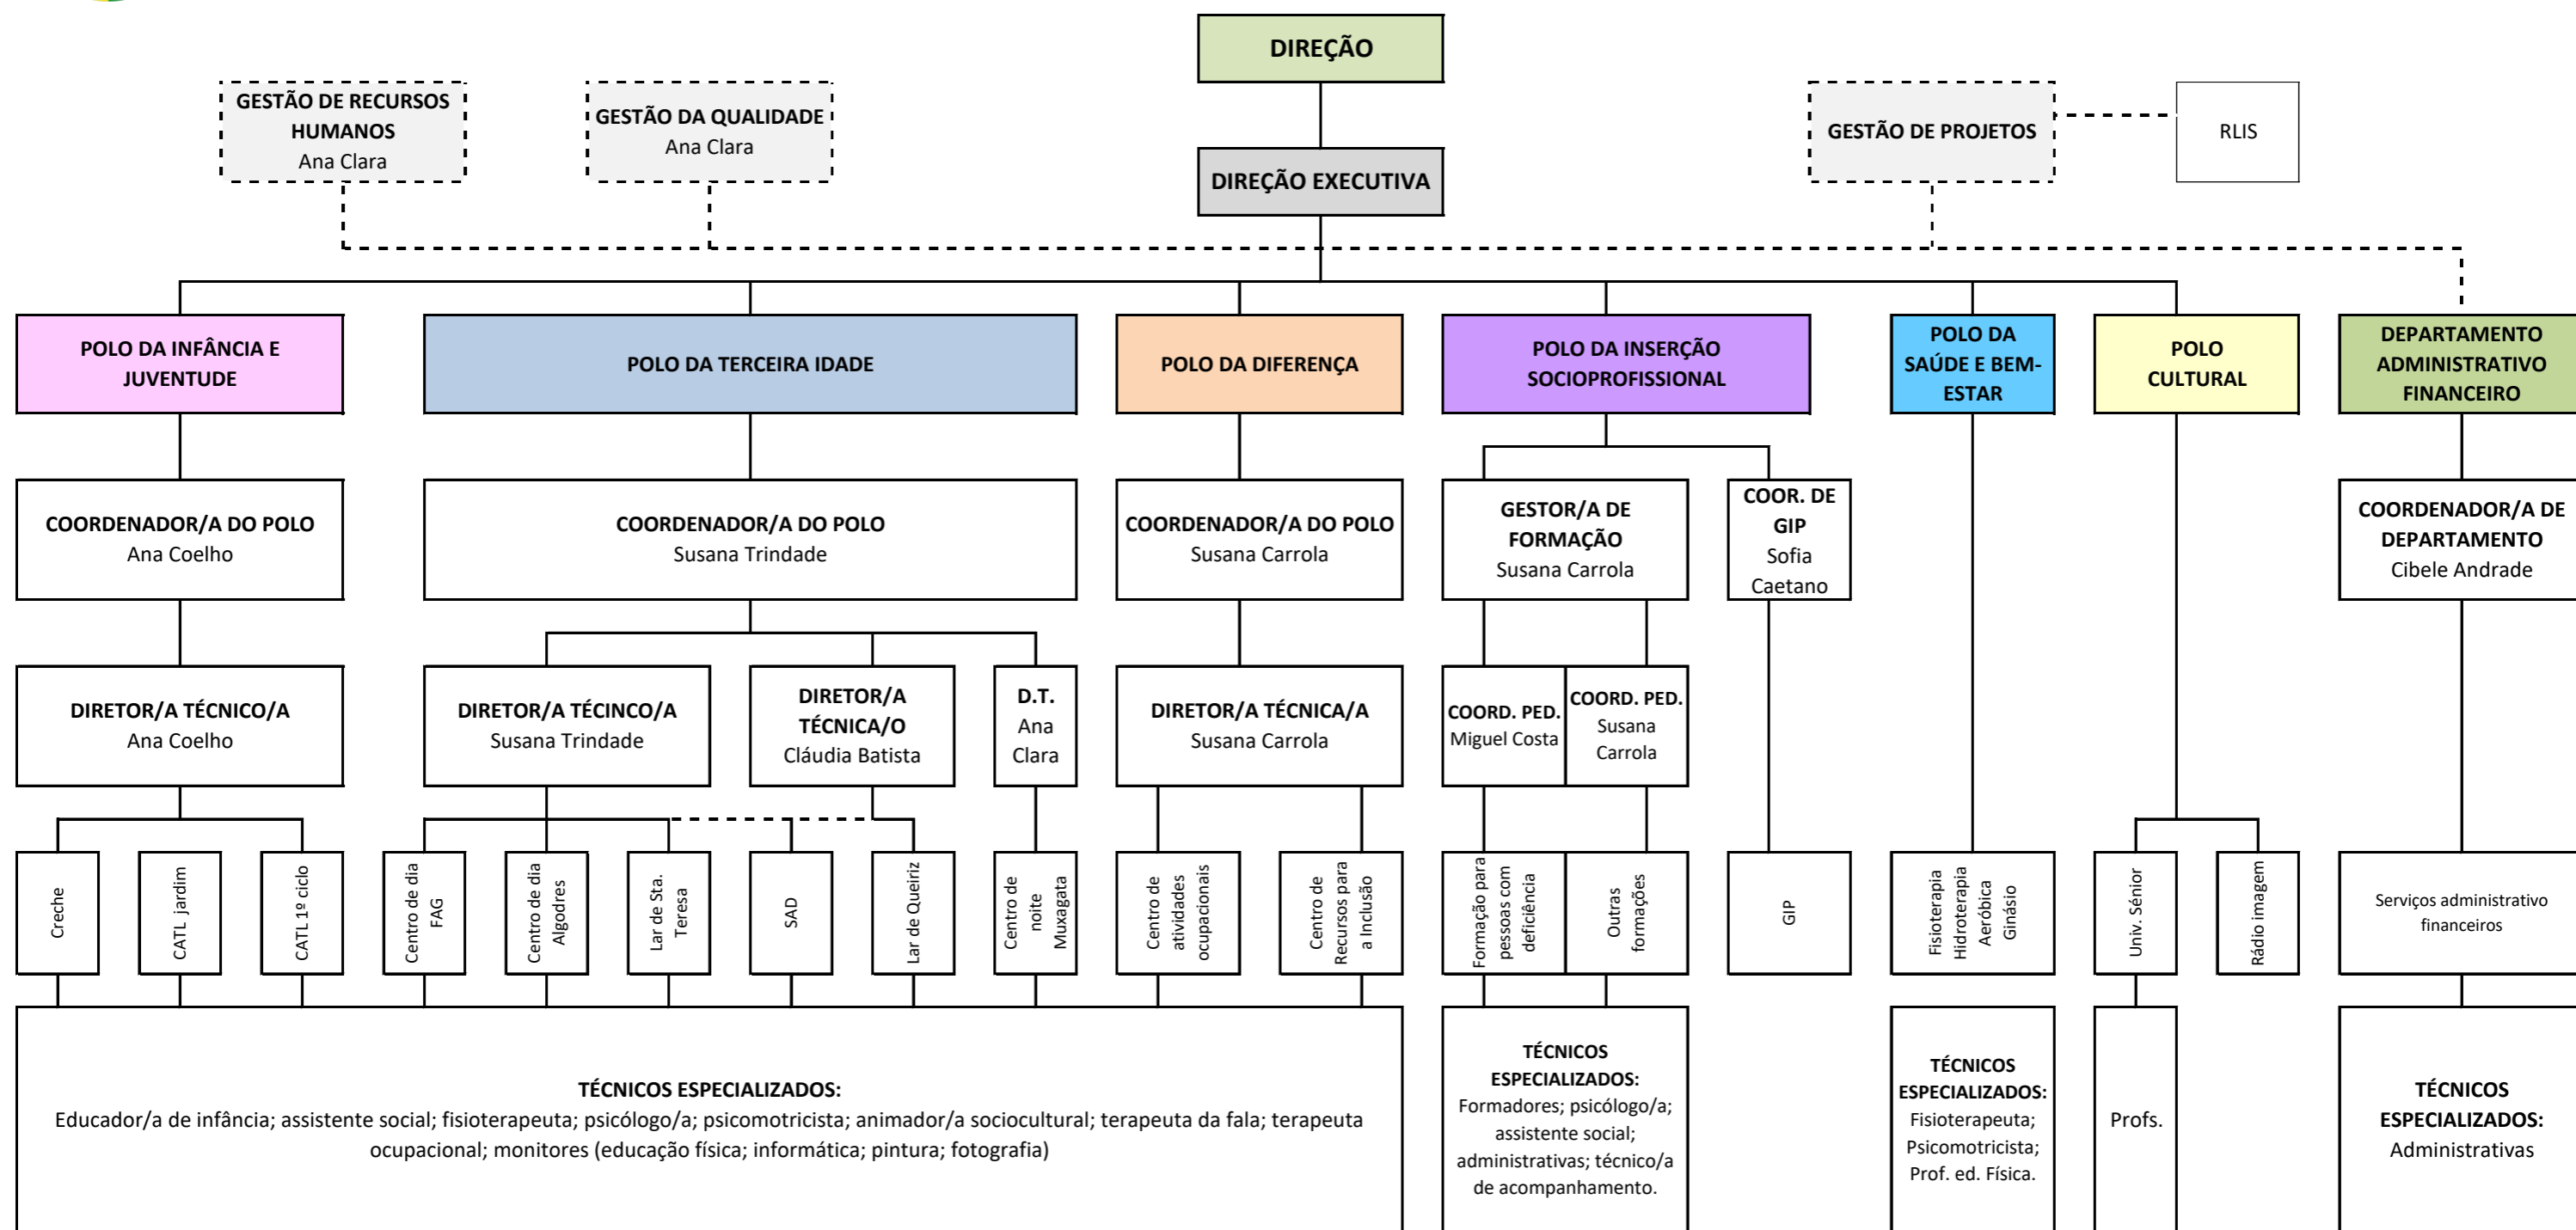 DIREÇÃO
GESTÃO DE RECURSOS
HUMANOS
Ana Clara
GESTÃO DA QUALIDADE
Ana Clara
DIREÇÃO EXECUTIVA
GESTÃO DE PROJETOS
RLIS
POLO DA INFÂNCIA E
JUVENTUDE
POLO DA TERCEIRA IDADE
POLO DA DIFERENÇA
POLO DA INSERÇÃO
SOCIOPROFISSIONAL
POLO DA
SAÚDE E BEM-
ESTAR
POLO
CULTURAL
DEPARTAMENTO
ADMINISTRATIVO
FINANCEIRO
COORDENADOR/A DO POLO
Ana Coelho
COORDENADOR/A DO POLO
Susana Trindade
COORDENADOR/A DO POLO
Susana Carrola
GESTOR/A DE
FORMAÇÃO
Susana Carrola
COOR. DE
GIP
Sofia
Caetano
COORDENADOR/A DE
DEPARTAMENTO
Cibele Andrade
DIRETOR/A TÉCNICO/A
Ana Coelho
DIRETOR/A TÉCINCO/A
Susana Trindade
DIRETOR/A
TÉCNICA/O
Cláudia Batista
D.T.
Ana
Clara
DIRETOR/A TÉCNICA/A
Susana Carrola
COORD. PED.
Miguel Costa
COORD. PED.
Susana
Carrola
Creche
CATL jardim
CATL 1º ciclo
Centro de dia
FAG
Centro de dia
Algodres
Lar de Sta.
Teresa
SAD
Lar de Queiriz
Centro de
noite
Muxagata
Centro de
atividades
ocupacionais
Centro de
Recursos para
a Inclusão
Formação para
pessoas com
deficiência
Outras
formações
GIP
Fisioterapia
Hidroterapia
Aeróbica
Ginásio
Univ. Sénior
Rádio imagem
Serviços administrativo
financeiros
TÉCNICOS ESPECIALIZADOS:
Educador/a de infância; assistente social; fisioterapeuta; psicólogo/a; psicomotricista; animador/a sociocultural; terapeuta da fala; terapeuta
ocupacional; monitores (educação física; informática; pintura; fotografia)
TÉCNICOS
ESPECIALIZADOS:
Formadores; psicólogo/a;
assistente social;
administrativas; técnico/a
de acompanhamento.
TÉCNICOS
ESPECIALIZADOS:
Fisioterapeuta;
Psicomotricista;
Prof. ed. Física.
Profs.
TÉCNICOS
ESPECIALIZADOS:
Administrativas